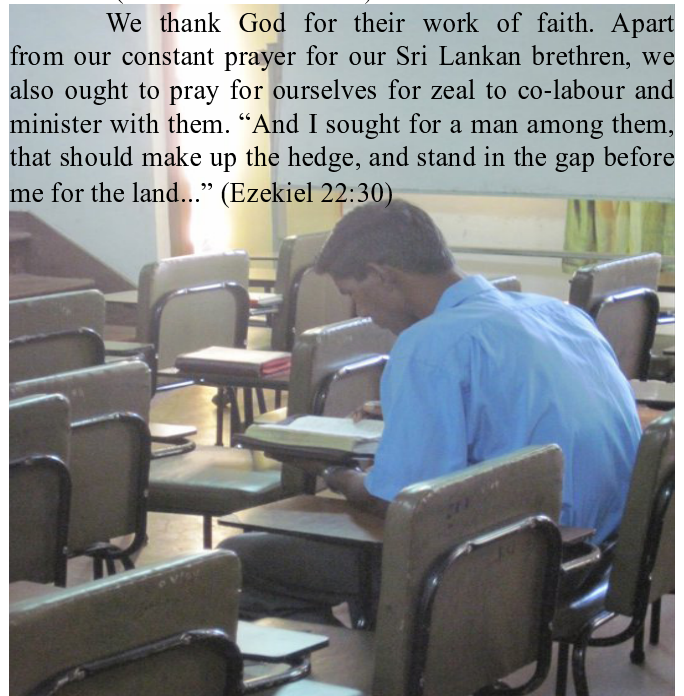 We thank God for their work of faith. Apart
from our constant prayer for our Sri Lankan brethren, we
also ought to pray for ourselves for zeal to co-labour and
minister with them. “And I sought for a man among them,
that should make up the hedge, and stand in the gap before
me for the land...” (Ezekiel 22:30)